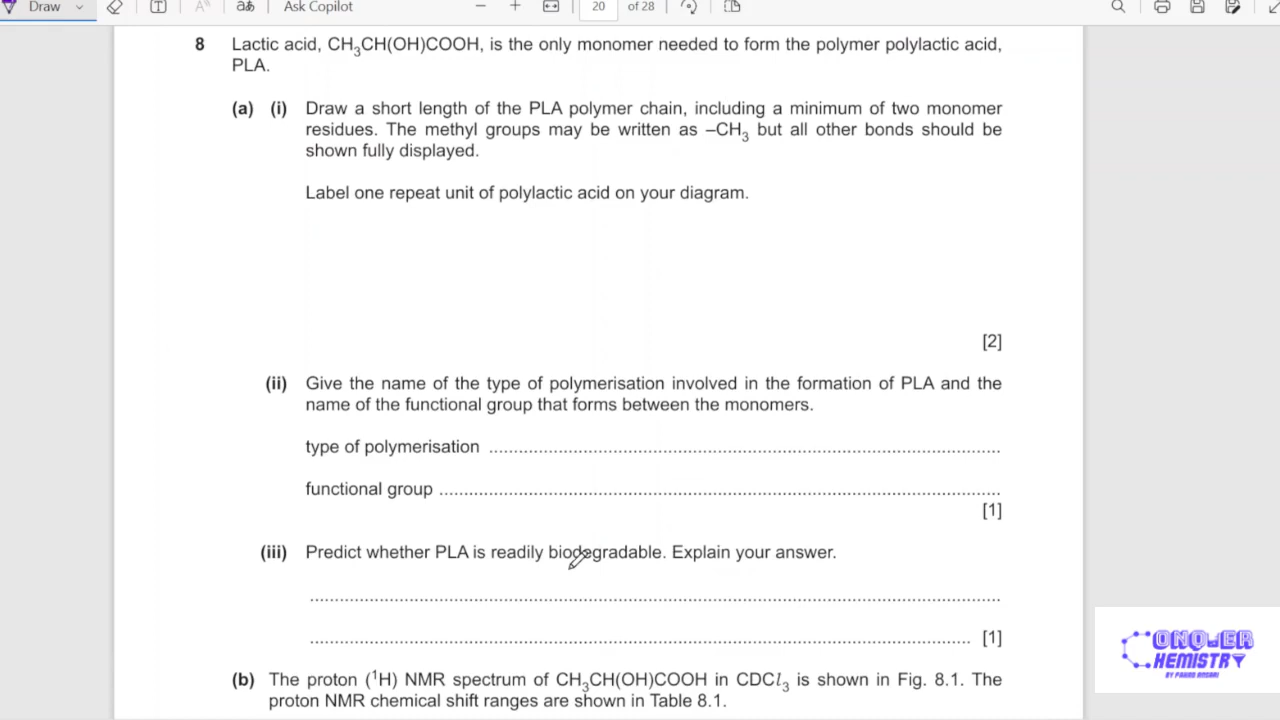 Draw
aあ
Ask Copilot
20
of 28
8 Lactic acid, CH₃CH(OH)COOH, is the only monomer needed to form the polymer polylactic acid,
PLA.
(a) (i) Draw a short length of the PLA polymer chain, including a minimum of two monomer
residues. The methyl groups may be written as –CH₃ but all other bonds should be
shown fully displayed.
Label one repeat unit of polylactic acid on your diagram.
[2]
(ii) Give the name of the type of polymerisation involved in the formation of PLA and the
name of the functional group that forms between the monomers.
type of polymerisation ..........................................................................................
functional group ..........................................................................................
[1]
(iii) Predict whether PLA is readily biodegradable. Explain your answer.
..........................................................................................
.......................................................................................... [1]
(b) The proton (¹H) NMR spectrum of CH₃CH(OH)COOH in CDCl₃ is shown in Fig. 8.1. The
proton NMR chemical shift ranges are shown in Table 8.1.
CONQUER
CHEMISTRY
BY FAHAD ANSARI